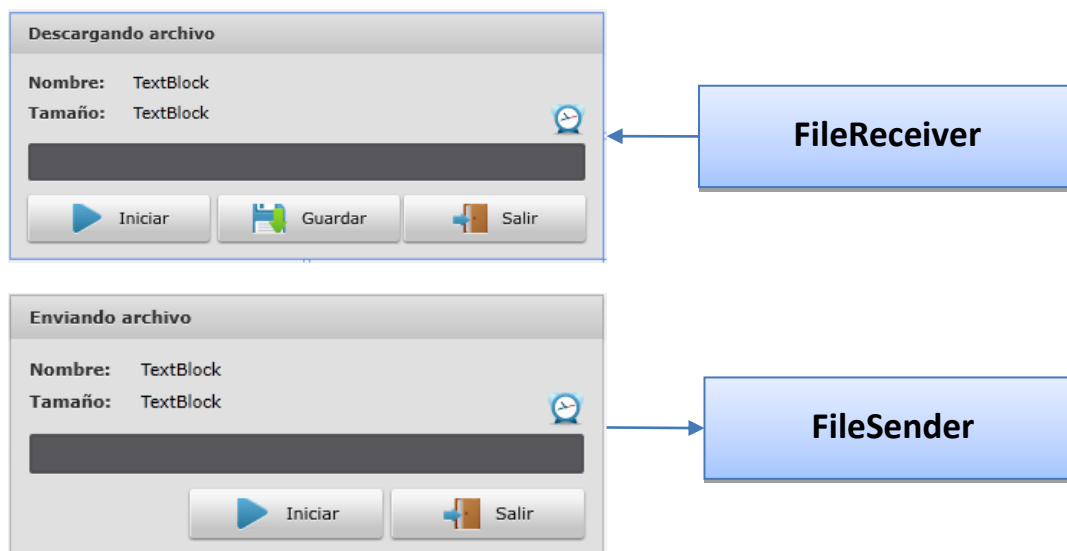 Descargando archivo
Nombre: TextBlock
Tamaño: TextBlock
Iniciar Guardar Salir
FileReceiver
Enviando archivo
Nombre: TextBlock
Tamaño: TextBlock
Iniciar Salir
FileSender